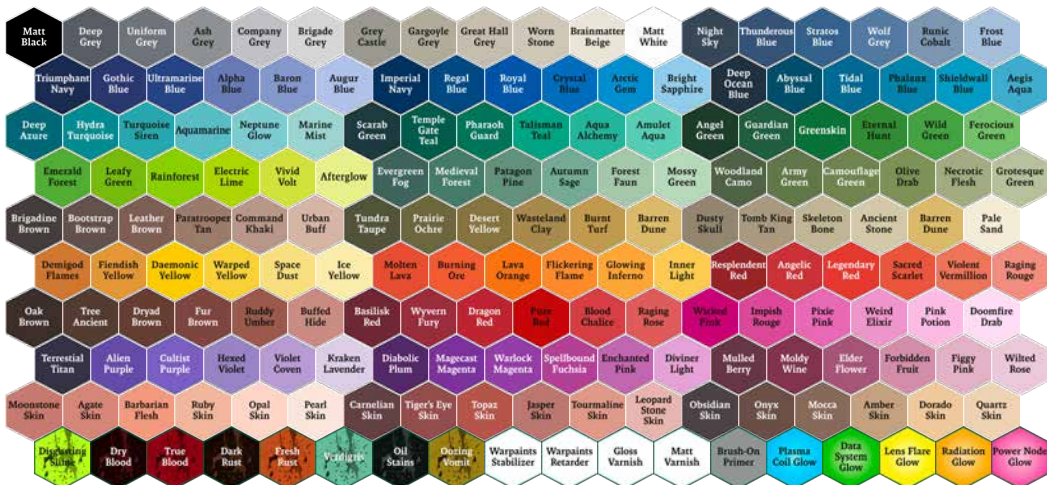 Matt Black
Deep Grey
Uniform Grey
Ash Grey
Company Grey
Brigade Grey
Grey Castle
Gargoyle Grey
Great Hall Grey
Worn Stone
Brainmatter Beige
Matt White
Night Sky
Thunderous Blue
Stratos Blue
Wolf Grey
Runic Cobalt
Frost Blue
Triumphant Navy
Gothic Blue
Ultramarine Blue
Alpha Blue
Baron Blue
Augur Blue
Imperial Navy
Regal Blue
Royal Blue
Crystal Blue
Arctic Gem
Bright Sapphire
Deep Ocean Blue
Abyssal Blue
Tidal Blue
Phalanx Blue
Shieldwall Blue
Aegis Aqua
Deep Azure
Hydra Turquoise
Turquoise Siren
Aquamarine
Neptune Glow
Marine Mist
Scarab Green
Temple Gate Teal
Pharaoh Guard
Talisman Teal
Aqua Alchemy
Amulet Aqua
Angel Green
Guardian Green
Greenskin
Eternal Hunt
Wild Green
Ferocious Green
Emerald Forest
Leafy Green
Rainforest
Electric Lime
Vivid Volt
Afterglow
Evergreen Fog
Medieval Forest
Patagon Pine
Autumn Sage
Forest Faun
Mossy Green
Woodland Camo
Army Green
Camouflage Green
Olive Drab
Necrotic Flesh
Grotesque Green
Brigadine Brown
Bootstrap Brown
Leather Brown
Paratrooper Tan
Command Khaki
Urban Buff
Tundra Taupe
Prairie Ochre
Desert Yellow
Wasteland Clay
Burnt Turf
Barren Dune
Dusty Skull
Tomb King Tan
Skeleton Bone
Ancient Stone
Barren Dune
Pale Sand
Demigod Flames
Fiendish Yellow
Daemonic Yellow
Warped Yellow
Space Dust
Ice Yellow
Molten Lava
Burning Ore
Lava Orange
Flickering Flame
Glowing Inferno
Inner Light
Resplendent Red
Angelic Red
Legendary Red
Sacred Scarlet
Violent Vermillion
Raging Rouge
Oak Brown
Tree Ancient
Dryad Brown
Fur Brown
Ruddy Umber
Buffed Hide
Basilisk Red
Wyvern Fury
Dragon Red
Pure Red
Blood Chalice
Raging Rose
Wicked Pink
Impish Rouge
Pixie Pink
Weird Elixir
Pink Potion
Doomfire Drab
Terrestial Titan
Alien Purple
Cultist Purple
Hexed Violet
Violet Coven
Kraken Lavender
Diabolic Plum
Magecast Magenta
Warlock Magenta
Spellbound Fuchsia
Enchanted Pink
Diviner Light
Mulled Berry
Moldy Wine
Elder Flower
Forbidden Fruit
Figgy Pink
Wilted Rose
Moonstone Skin
Agate Skin
Barbarian Flesh
Ruby Skin
Opal Skin
Pearl Skin
Carnelian Skin
Tiger's Eye Skin
Topaz Skin
Jasper Skin
Tourmaline Skin
Leopard Stone Skin
Obsidian Skin
Onyx Skin
Mocca Skin
Amber Skin
Dorado Skin
Quartz Skin
Disgusting Slime
Dry Blood
True Blood
Dark Rust
Fresh Rust
Verdigris
Oil Stains
Oozing Vomit
Warpaints Stabilizer
Warpaints Retarder
Gloss Varnish
Matt Varnish
Brush-On Primer
Plasma Coil Glow
Data System Glow
Lens Flare Glow
Radiation Glow
Power Node Glow